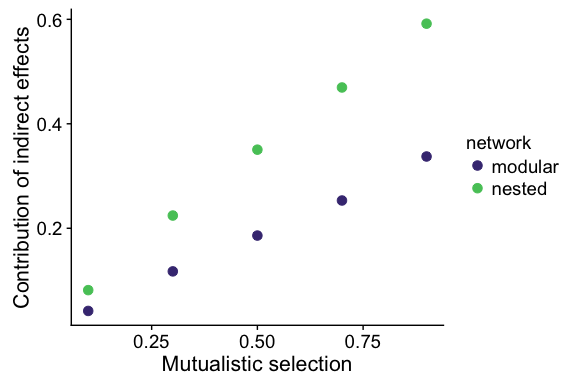 Contribution of indirect effects
0.6
0.4
0.2
0.25 0.50 0.75
Mutualistic selection
network
modular
nested